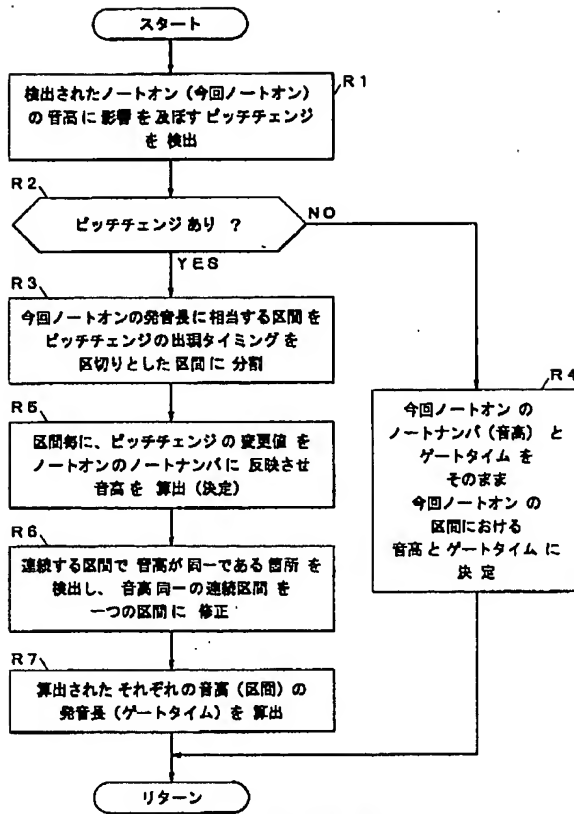 スタート
R1
検出されたノートオン（今回ノートオン）
の音高に影響を及ぼすピッチチェンジ
を検出
R2
ピッチチェンジあり ？
NO
YES
R3
今回ノートオンの発音長に相当する区間を
ピッチチェンジの出現タイミングを
区切りとした区間に分割
R4
今回ノートオンの
ノートナンバ（音高）と
ゲートタイムを
そのまま
今回ノートオンの
区間における
音高とゲートタイムに
決定
R5
区間毎に、ピッチチェンジの変更値を
ノートオンのノートナンバに反映させ
音高を算出（決定）
R6
連続する区間で音高が同一である箇所を
検出し、音高同一の連続区間を
一つの区間に修正
R7
算出されたそれぞれの音高（区間）の
発音長（ゲートタイム）を算出
リターン